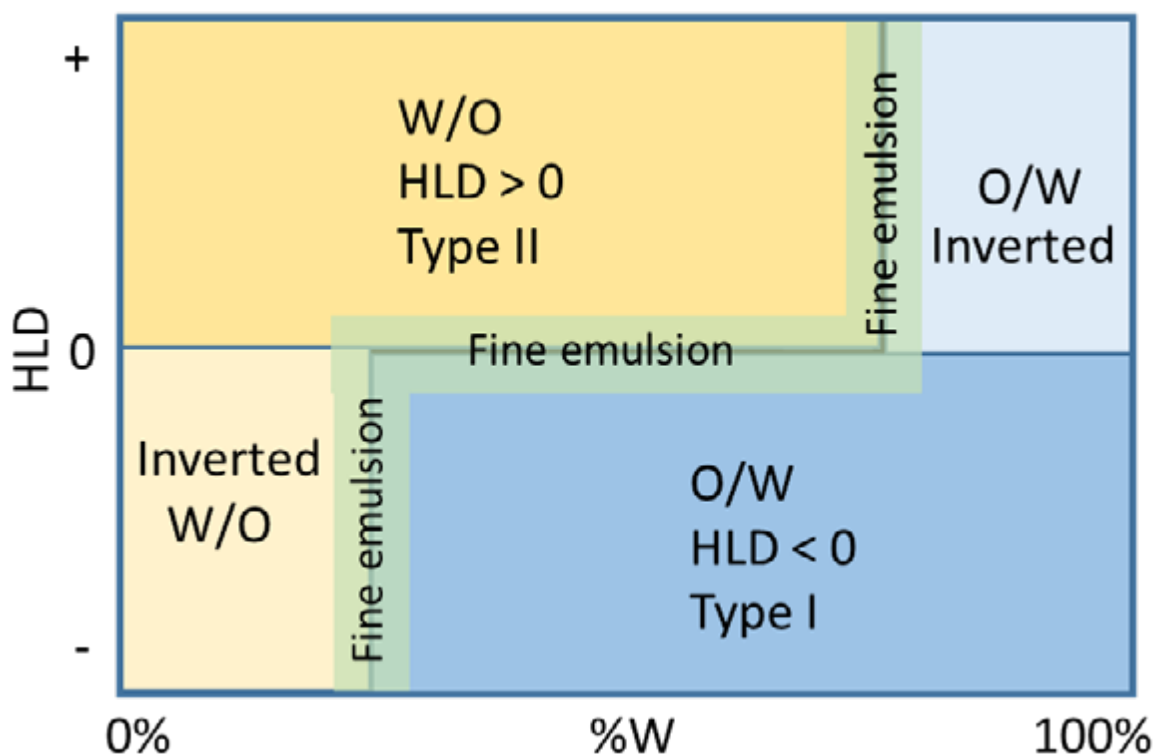 +
W/O
HLD > 0
Type II
Fine emulsion
O/W
Inverted
HLD
0
Fine emulsion
Inverted
W/O
Fine emulsion
O/W
HLD < 0
Type I
-
0%
%W
100%